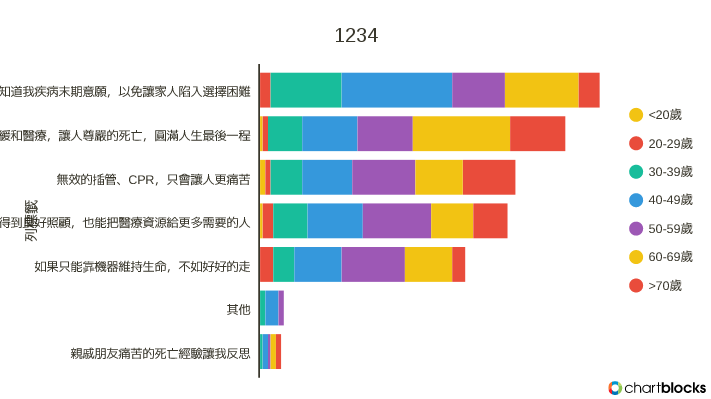 1234
知道我疾病末期意願，以免讓家人陷入選擇困難
緩和醫療，讓人尊嚴的死亡，圓滿人生最後一程
無效的插管、CPR，只會讓人更痛苦
得到良好照顧，也能把醫療資源給更多需要的人
如果只能靠機器維持生命，不如好好的走
其他
親戚朋友痛苦的死亡經驗讓我反思
<20歲
20-29歲
30-39歲
40-49歲
50-59歲
60-69歲
>70歲
chartblocks